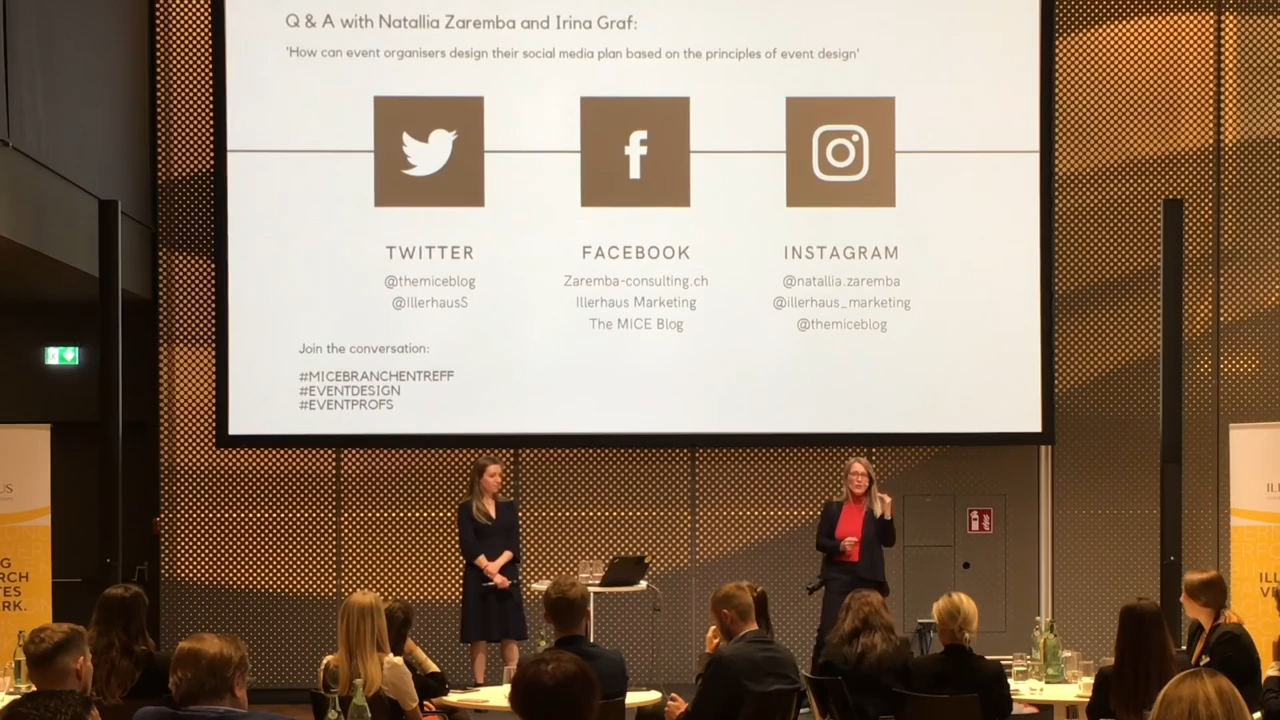 Q & A with Natallia Zaremba and Irina Graf:
'How can event organisers design their social media plan based on the principles of event design'
TWITTER
@themiceblog
@IllerhausS
FACEBOOK
Zaremba-consulting.ch
Illerhaus Marketing
The MICE Blog
INSTAGRAM
@natallia.zaremba
@illerhaus_marketing
@themiceblog
Join the conversation:
#MICEBRANCHENTREFF
#EVENTDESIGN
#EVENTPROFS